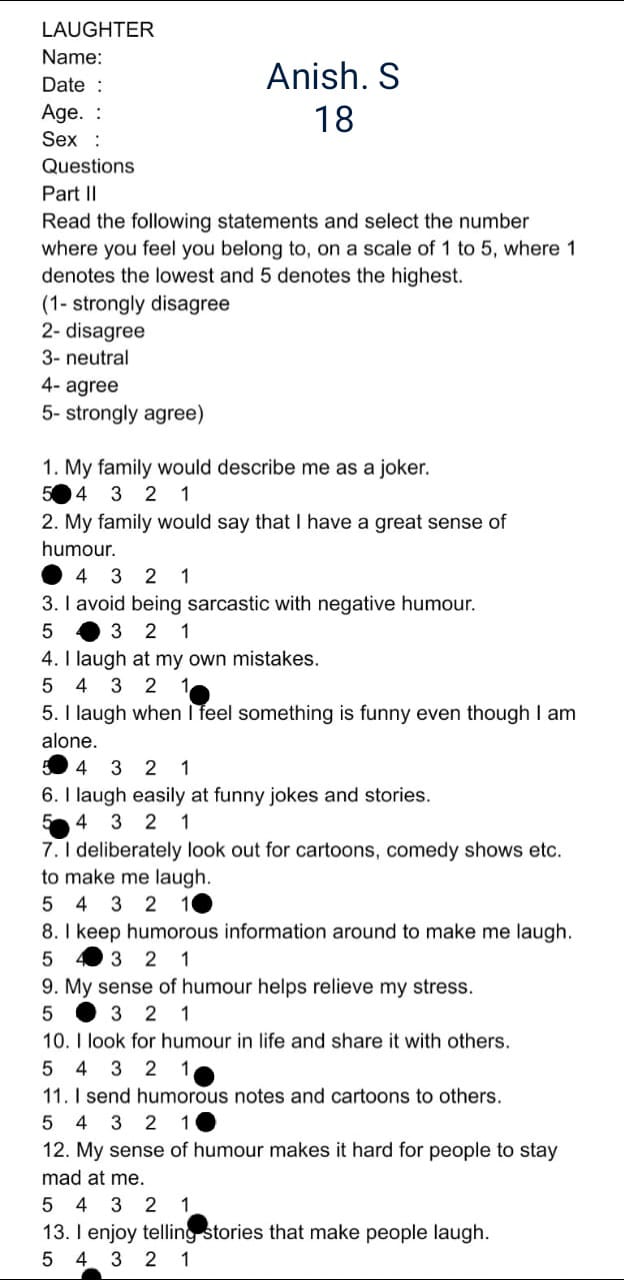 LAUGHTER
Name:
Anish. S
Date :
Age. :
18
Sex :
Questions
Part II
Read the following statements and select the number
where you feel you belong to, on a scale of 1 to 5, where 1
denotes the lowest and 5 denotes the highest.
(1- strongly disagree
2- disagree
3- neutral
4- agree
5- strongly agree)
1. My family would describe me as a joker.
5 4 3 2 1
2. My family would say that I have a great sense of
humour.
4 3 2 1
3. I avoid being sarcastic with negative humour.
5 3 2 1
4. I laugh at my own mistakes.
5 4 3 2 1
5. I laugh when I feel something is funny even though I am
alone.
5 4 3 2 1
6. I laugh easily at funny jokes and stories.
5 4 3 2 1
7. I deliberately look out for cartoons, comedy shows etc.
to make me laugh.
5 4 3 2 1
8. I keep humorous information around to make me laugh.
5 4 3 2 1
9. My sense of humour helps relieve my stress.
5 3 2 1
10. I look for humour in life and share it with others.
5 4 3 2 1
11. I send humorous notes and cartoons to others.
5 4 3 2 1
12. My sense of humour makes it hard for people to stay
mad at me.
5 4 3 2 1
13. I enjoy telling stories that make people laugh.
5 4 3 2 1